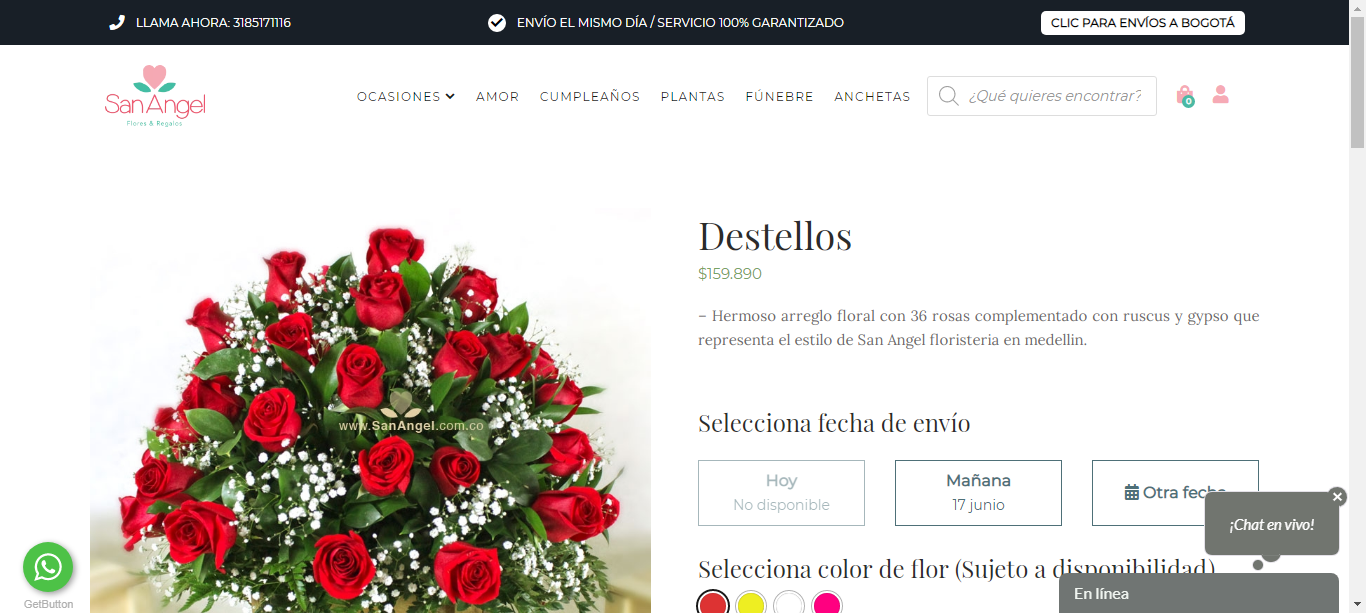 LLAMA AHORA: 3185171116
ENVÍO EL MISMO DÍA / SERVICIO 100% GARANTIZADO
CLIC PARA ENVÍOS A BOGOTÁ
SanAngel
Flores & Regalos
OCASIONES
AMOR
CUMPLEAÑOS
PLANTAS
FÚNEBRE
ANCHETAS
¿Qué quieres encontrar?
0
Destellos
$159.890
– Hermoso arreglo floral con 36 rosas complementado con ruscus y gypso que
representa el estilo de San Angel floristeria en medellin.
www.SanAngel.com.co
Selecciona fecha de envío
Hoy
No disponible
Mañana
17 junio
Otra fecha
¡Chat en vivo!
Selecciona color de flor (Sujeto a disponibilidad)
En línea
GetButton